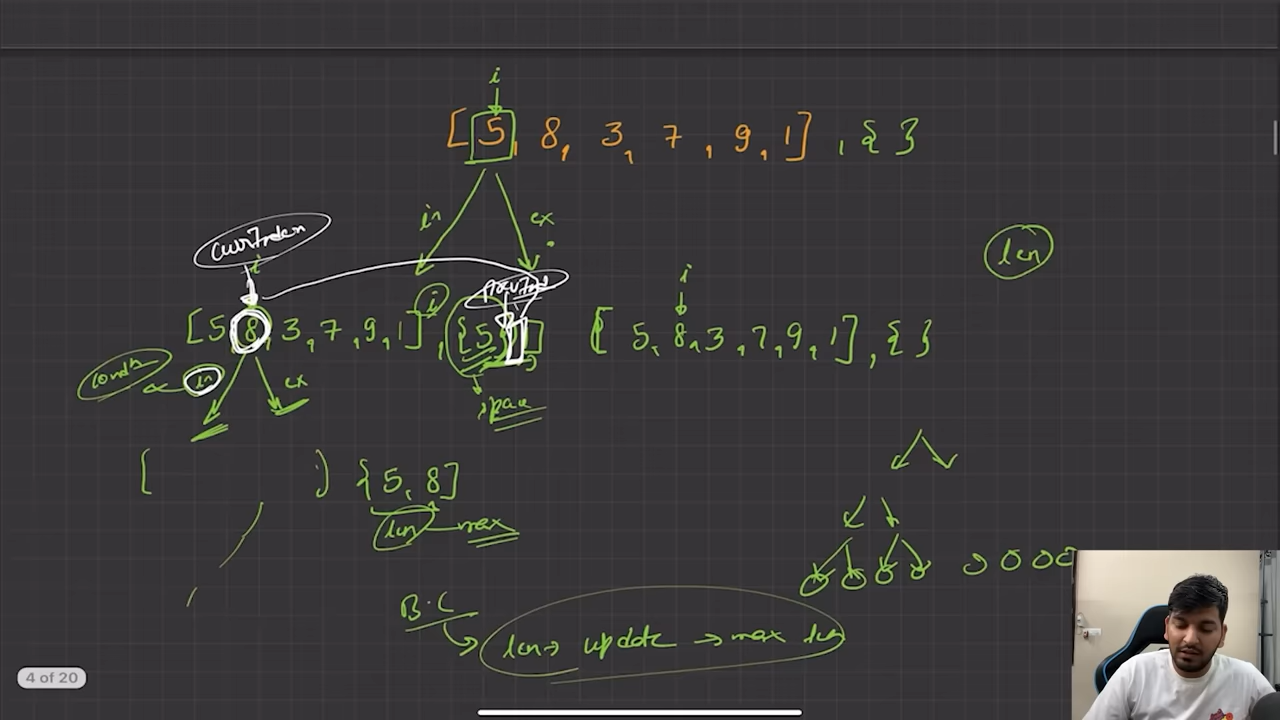 i
[5, 8, 3, 7, 9, 1], { }
in ex
len
i i
[5, 8, 3, 7, 9, 1], i {5 ] [5, 8, 3, 7, 9, 1], { }
in ex
space
[ ) {5, 8]
len max
B.C
len → update → max len
4 of 20